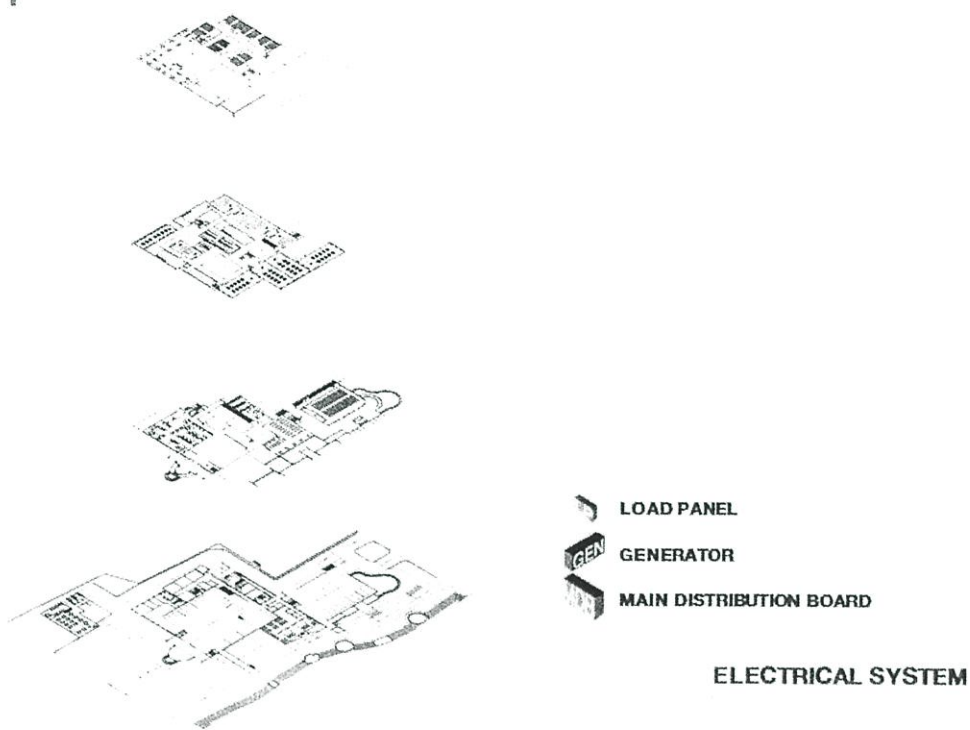 LOAD PANEL
GEN
GENERATOR
MAIN DISTRIBUTION BOARD
ELECTRICAL SYSTEM